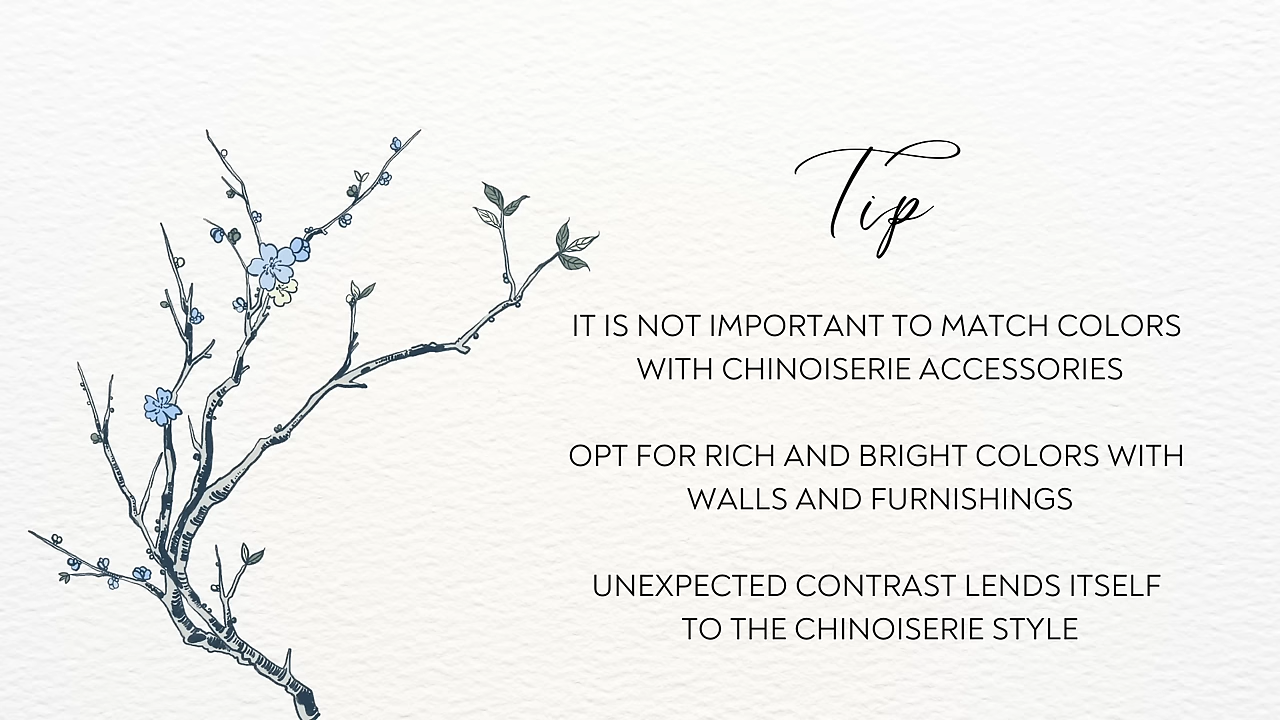 Tip
IT IS NOT IMPORTANT TO MATCH COLORS
WITH CHINOISERIE ACCESSORIES
OPT FOR RICH AND BRIGHT COLORS WITH
WALLS AND FURNISHINGS
UNEXPECTED CONTRAST LENDS ITSELF
TO THE CHINOISERIE STYLE